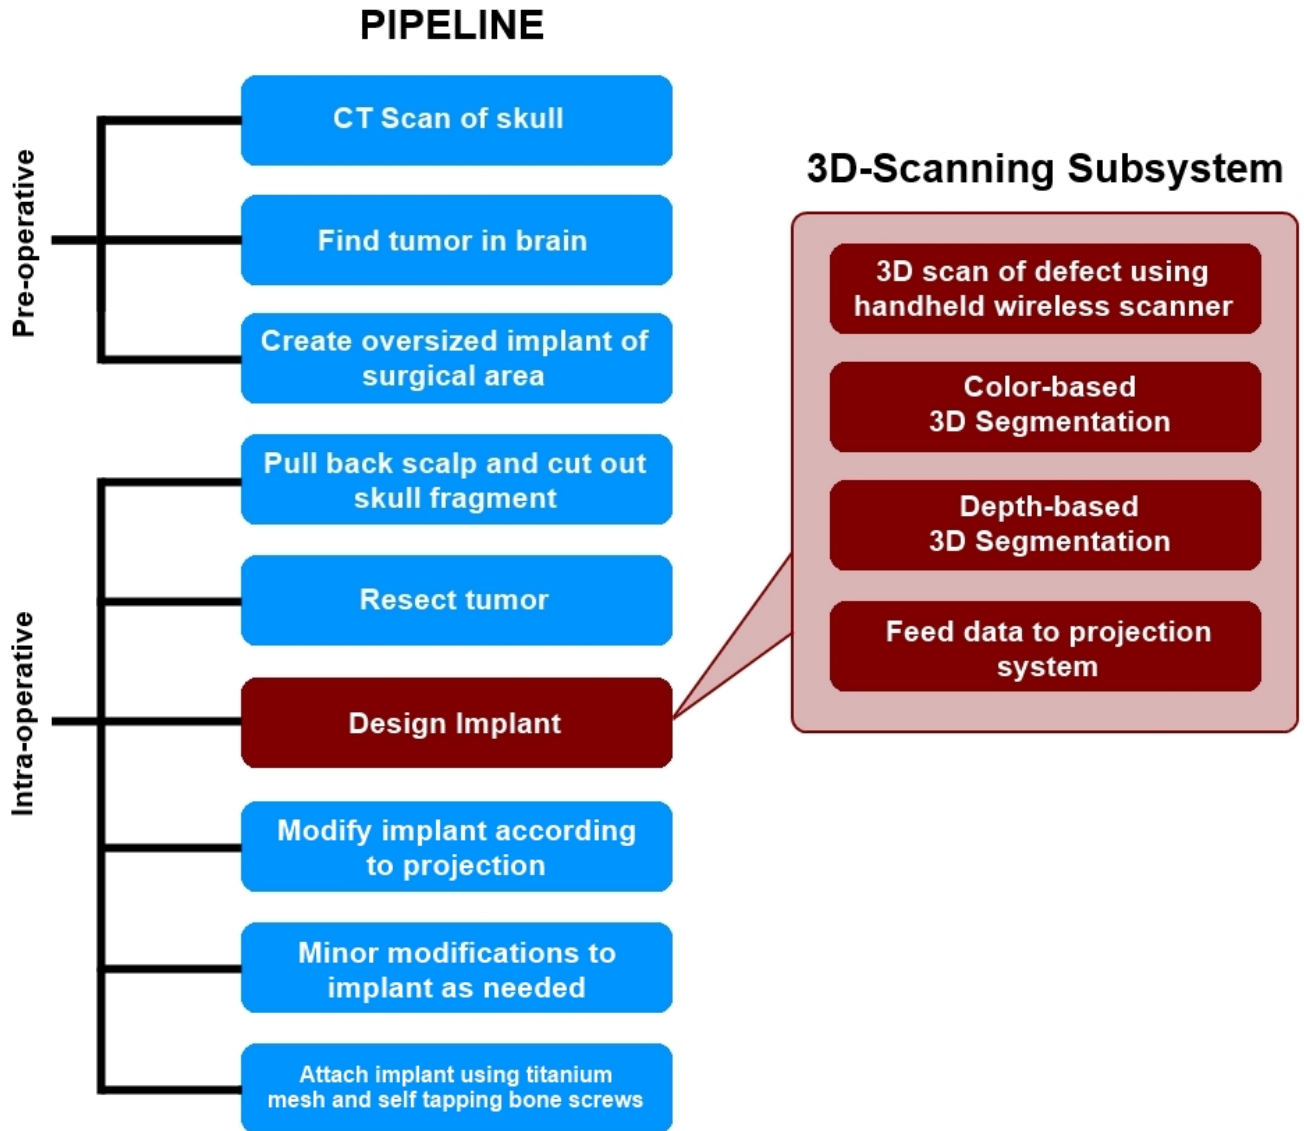 PIPELINE
Pre-operative
CT Scan of skull
Find tumor in brain
Create oversized implant of
surgical area
Intra-operative
Pull back scalp and cut out
skull fragment
Resect tumor
Design Implant
Modify implant according
to projection
Minor modifications to
implant as needed
Attach implant using titanium
mesh and self tapping bone screws
3D-Scanning Subsystem
3D scan of defect using
handheld wireless scanner
Color-based
3D Segmentation
Depth-based
3D Segmentation
Feed data to projection
system